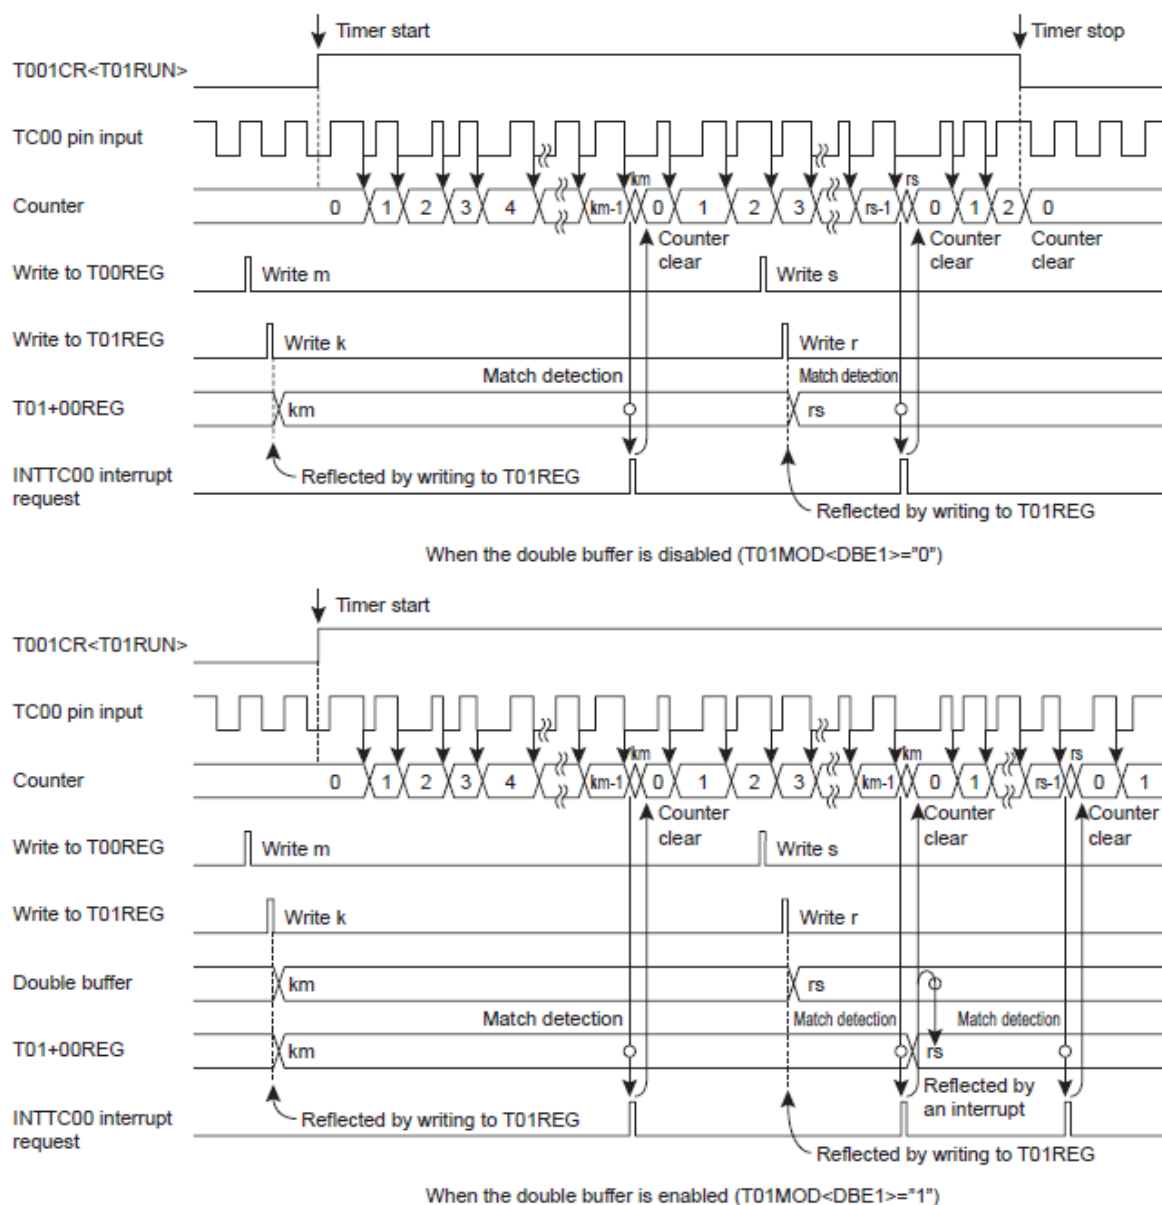 Timer start
Timer stop
T001CR<T01RUN>
TC00 pin input
km
rs
Counter
0 1 2 3 4 km-1 0 1 2 3 rs-1 0 1 2 0
Counter clear
Counter clear
Counter clear
Write to T00REG
Write m
Write s
Write to T01REG
Write k
Write r
Match detection
Match detection
T01+00REG
km
rs
Reflected by writing to T01REG
INTTC00 interrupt request
Reflected by writing to T01REG
When the double buffer is disabled (T01MOD<DBE1>="0")
Timer start
T001CR<T01RUN>
TC00 pin input
km
km
rs
Counter
0 1 2 3 4 km-1 0 1 2 3 km-1 0 1 rs-1 0 1
Counter clear
Counter clear
Counter clear
Write to T00REG
Write m
Write s
Write to T01REG
Write k
Write r
Double buffer
km
rs
Match detection
Match detection
Match detection
T01+00REG
km
rs
Reflected by an interrupt
Reflected by writing to T01REG
INTTC00 interrupt request
Reflected by writing to T01REG
When the double buffer is enabled (T01MOD<DBE1>="1")